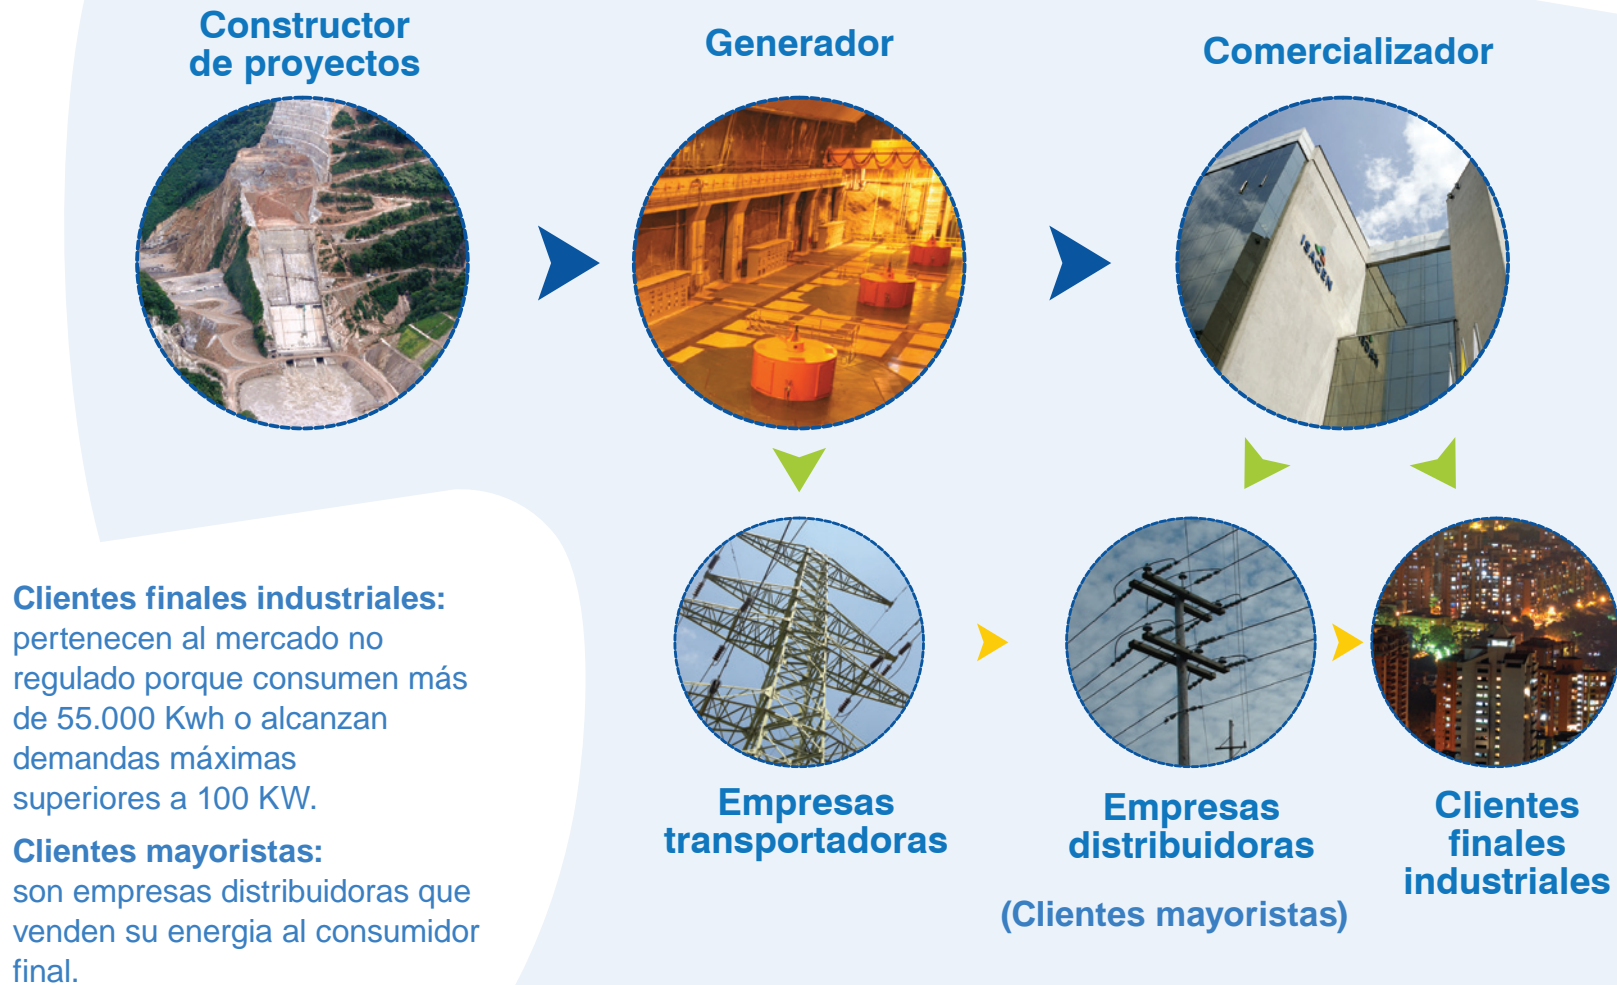 Constructor
de proyectos
Generador
Comercializador
ISAGEN
Clientes finales industriales:
pertenecen al mercado no
regulado porque consumen más
de 55.000 Kwh o alcanzan
demandas máximas
superiores a 100 KW.
Clientes mayoristas:
son empresas distribuidoras que
venden su energia al consumidor
final.
Empresas
transportadoras
Empresas
distribuidoras
(Clientes mayoristas)
Clientes
finales
industriales